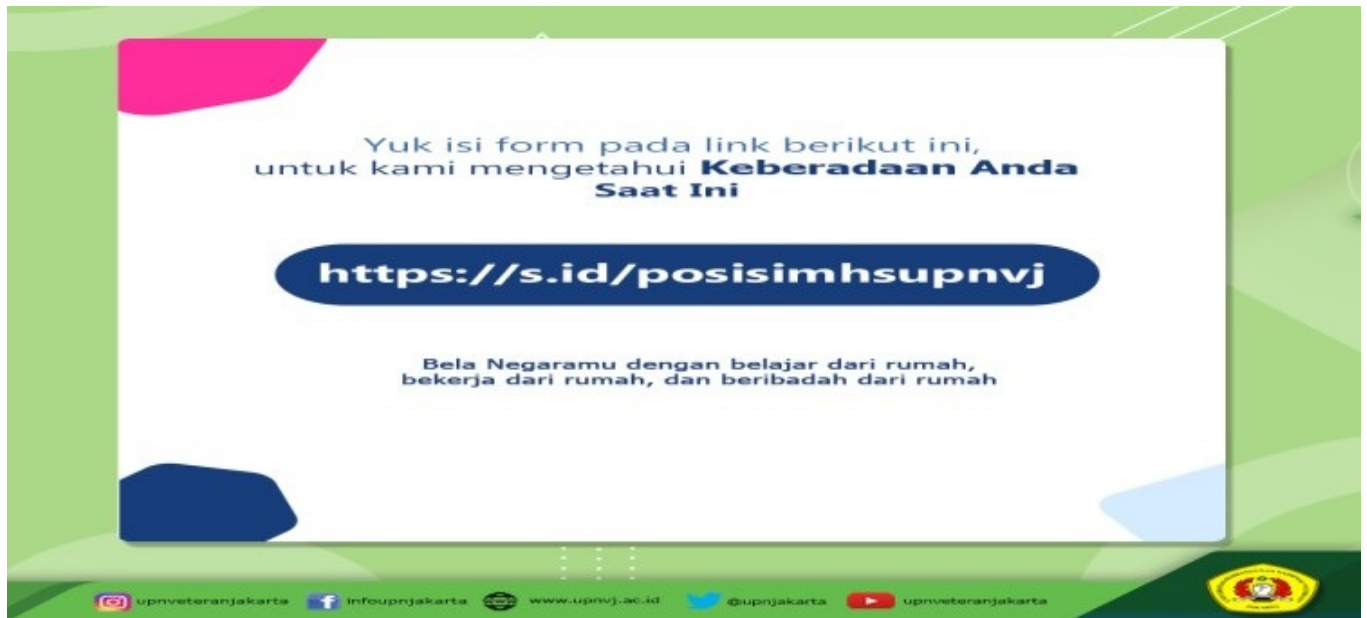 Yuk isi form pada link berikut ini,
untuk kami mengetahui Keberadaan Anda
Saat Ini
https://s.id/posisimhsupnvj
Bela Negaramu dengan belajar dari rumah,
bekerja dari rumah, dan beribadah dari rumah
upnveteranjakarta infoupnjakarta www.upnvj.ac.id @upnjakarta upnveteranjakarta